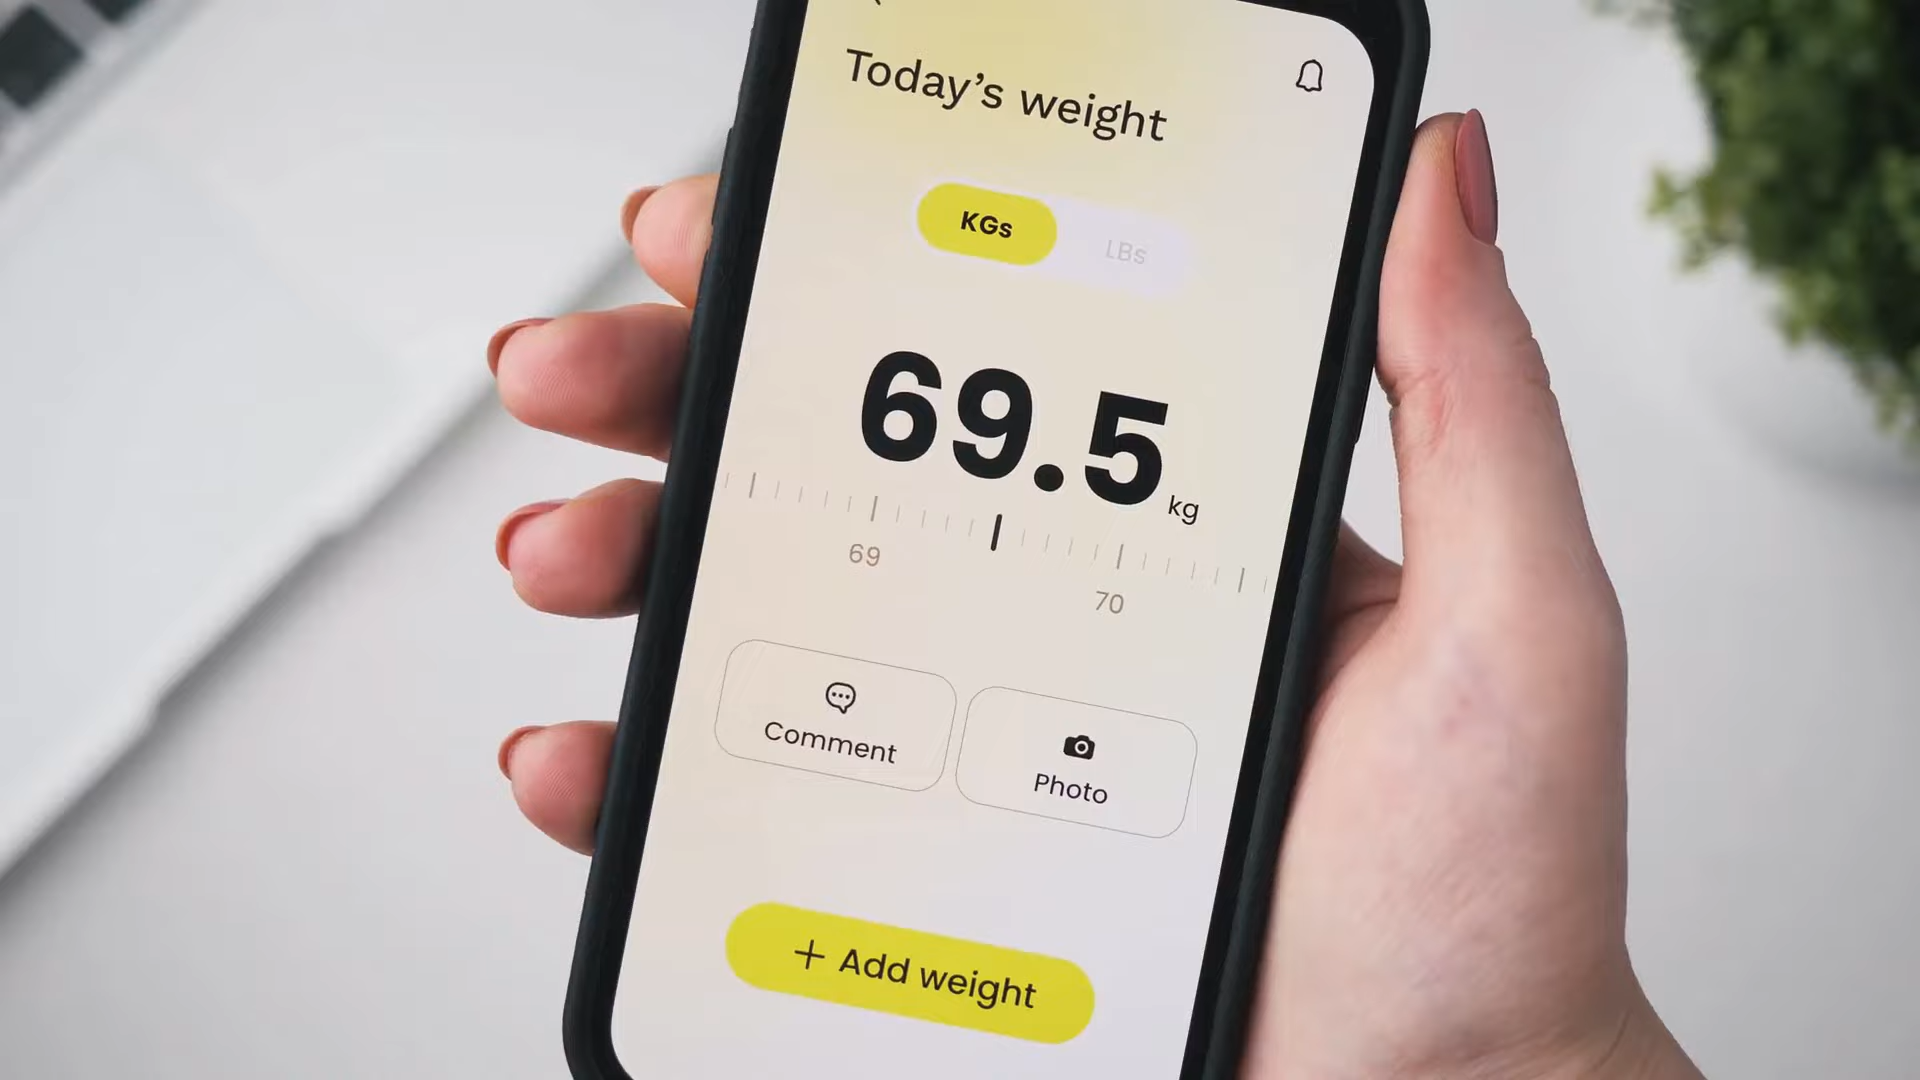 Today’s weight
KGs LBs
69.5 kg
69 70
Comment Photo
+ Add weight